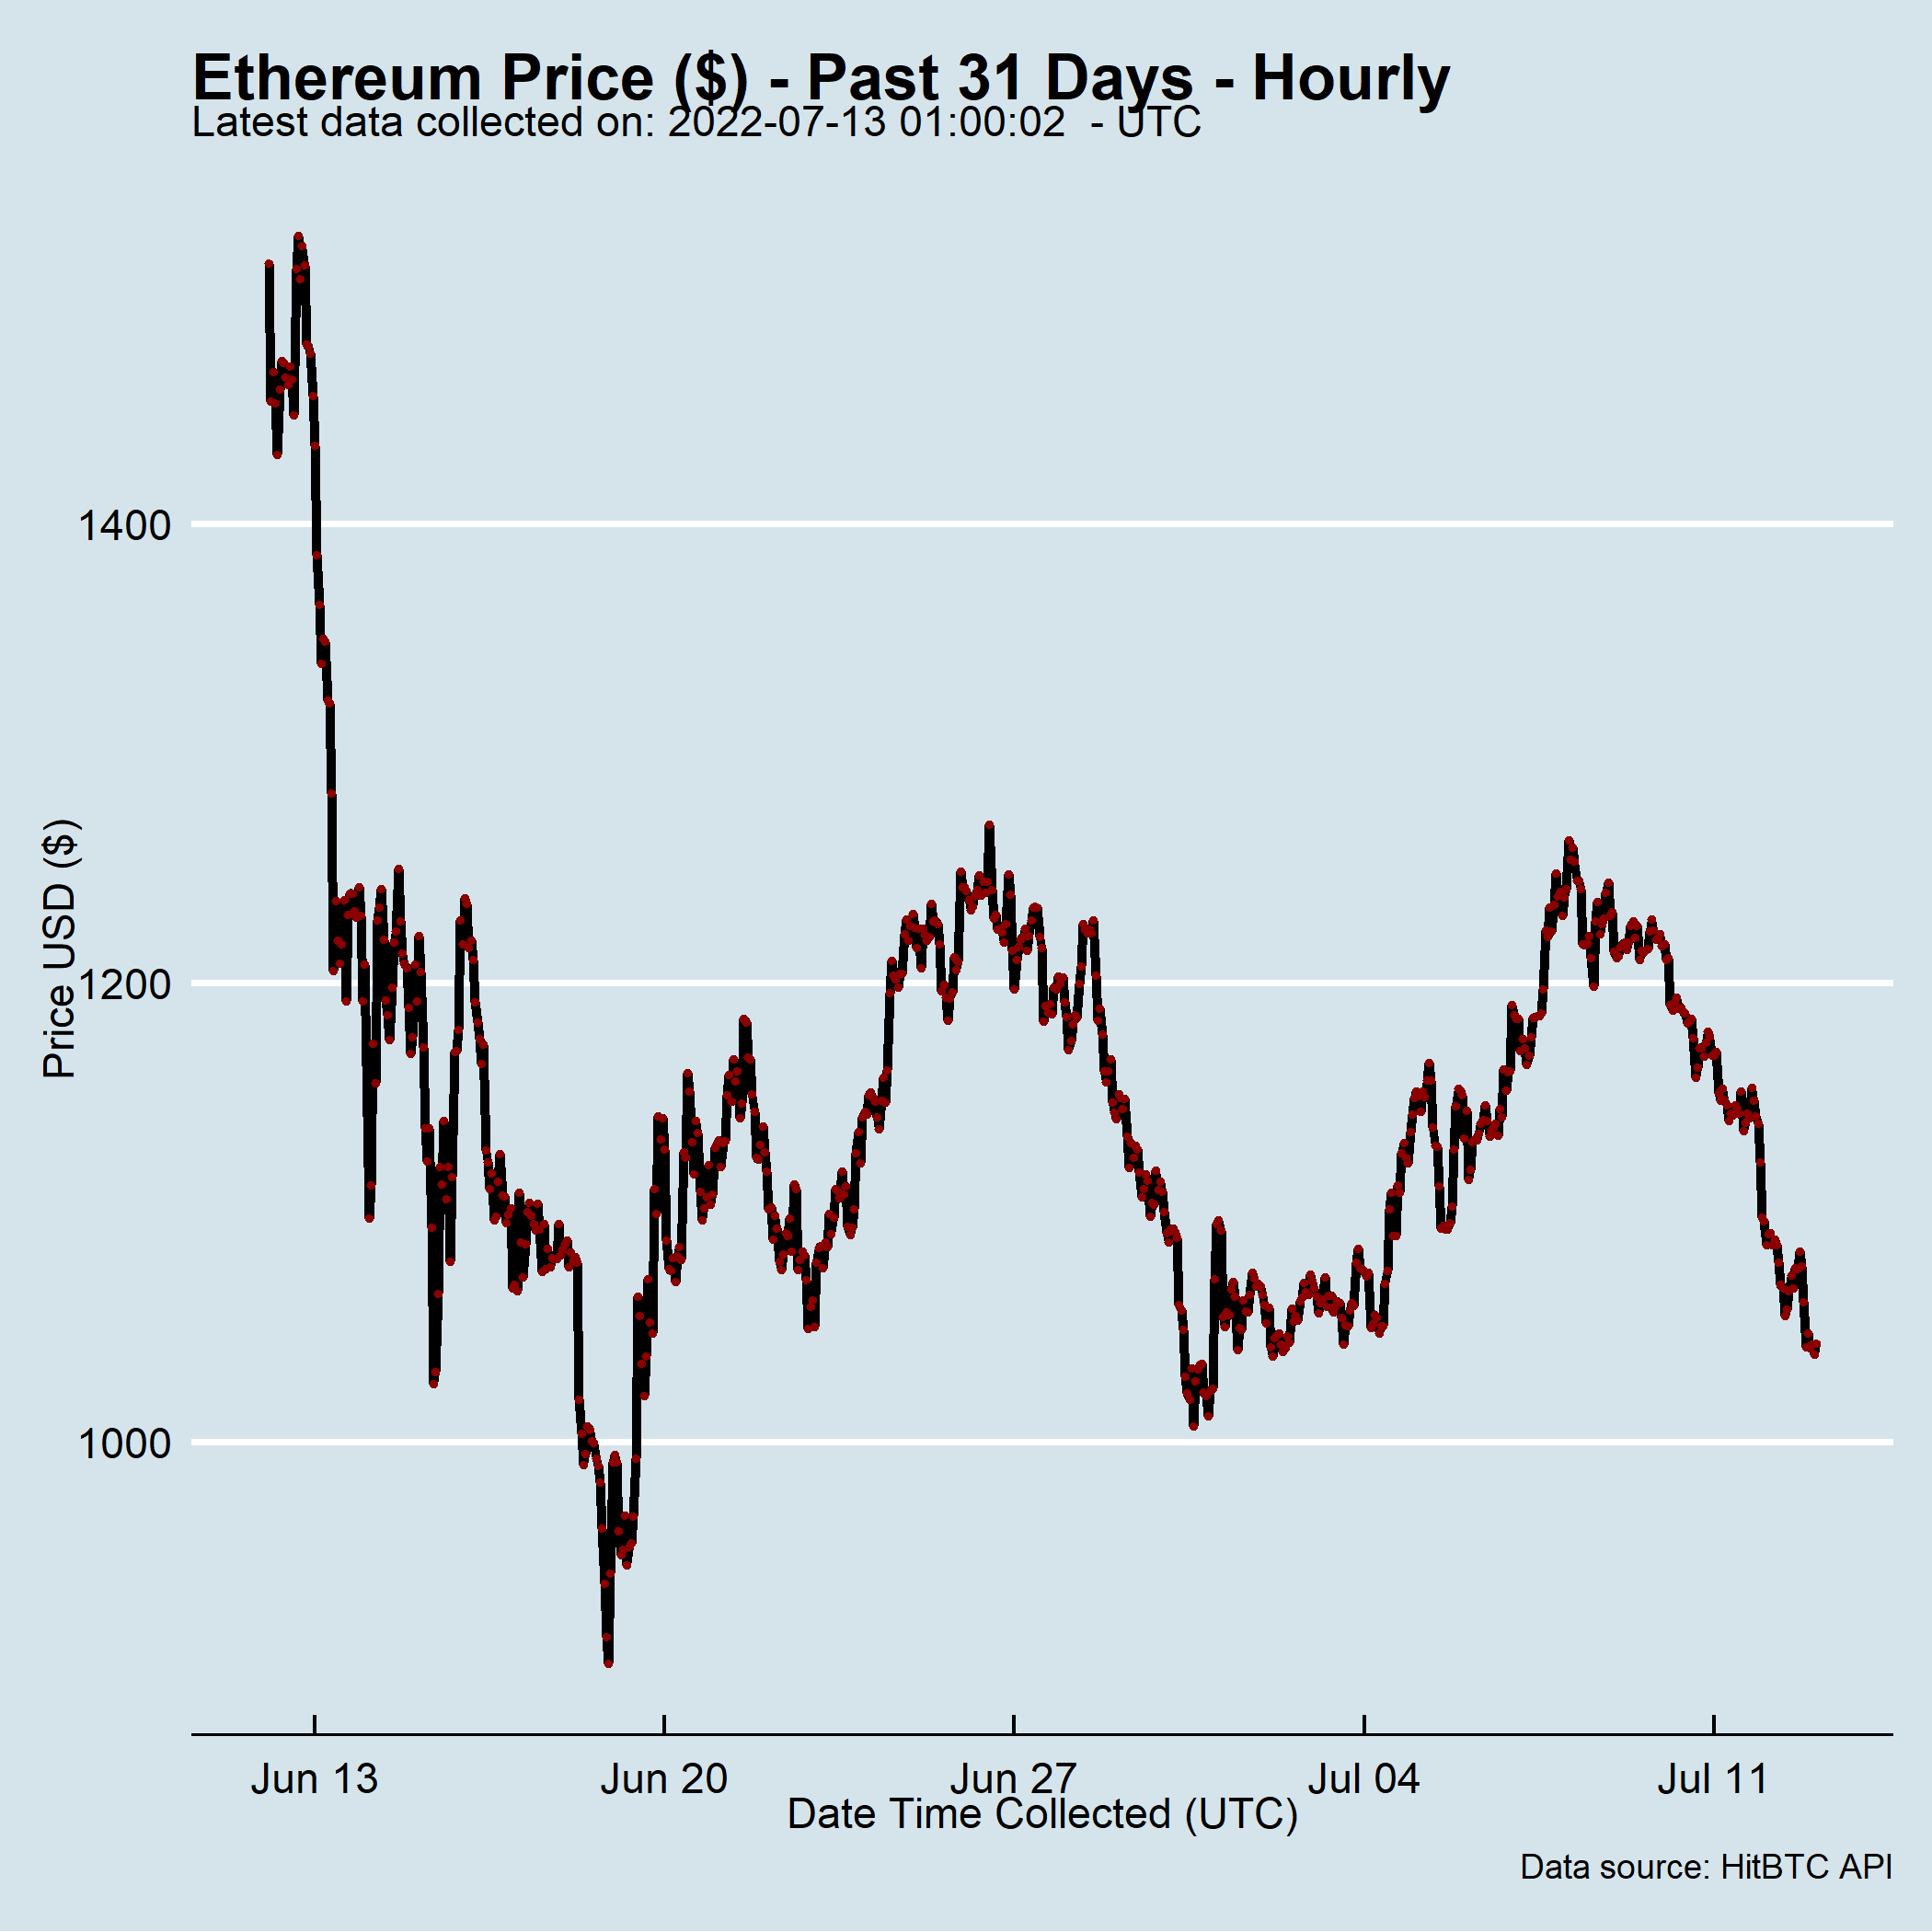 Ethereum Price ($) - Past 31 Days - Hourly
Latest data collected on: 2022-07-13 01:00:02  - UTC
Price USD ($)
1400
1200
1000
Jun 13
Jun 20
Jun 27
Jul 04
Jul 11
Date Time Collected (UTC)
Data source: HitBTC API